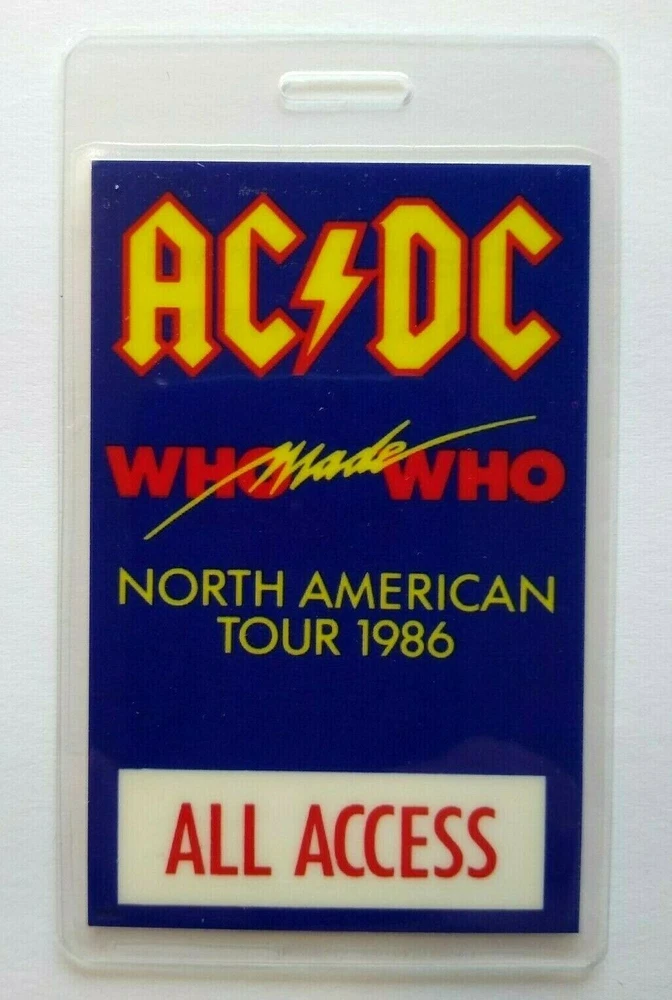 AC⚡DC
WHO Made WHO
NORTH AMERICAN
TOUR 1986
ALL ACCESS